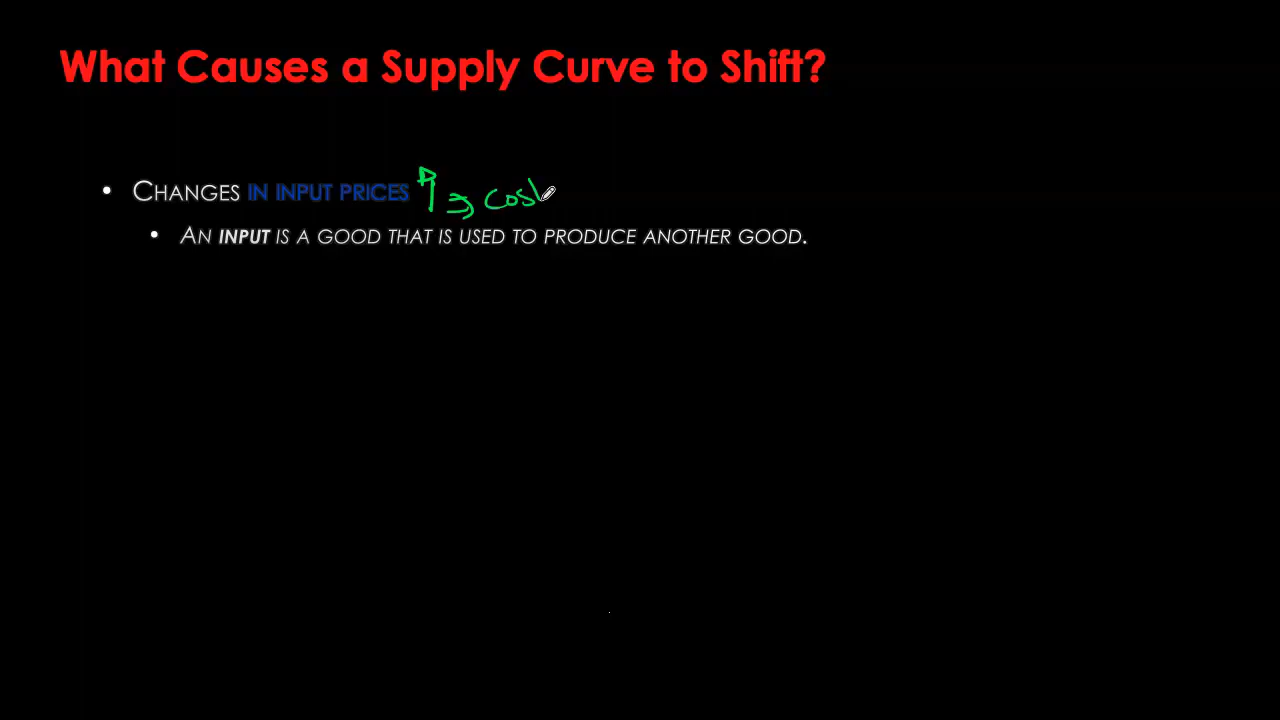 What Causes a Supply Curve to Shift?
• CHANGES IN INPUT PRICES ↑ ⇒ cost
• AN INPUT IS A GOOD THAT IS USED TO PRODUCE ANOTHER GOOD.